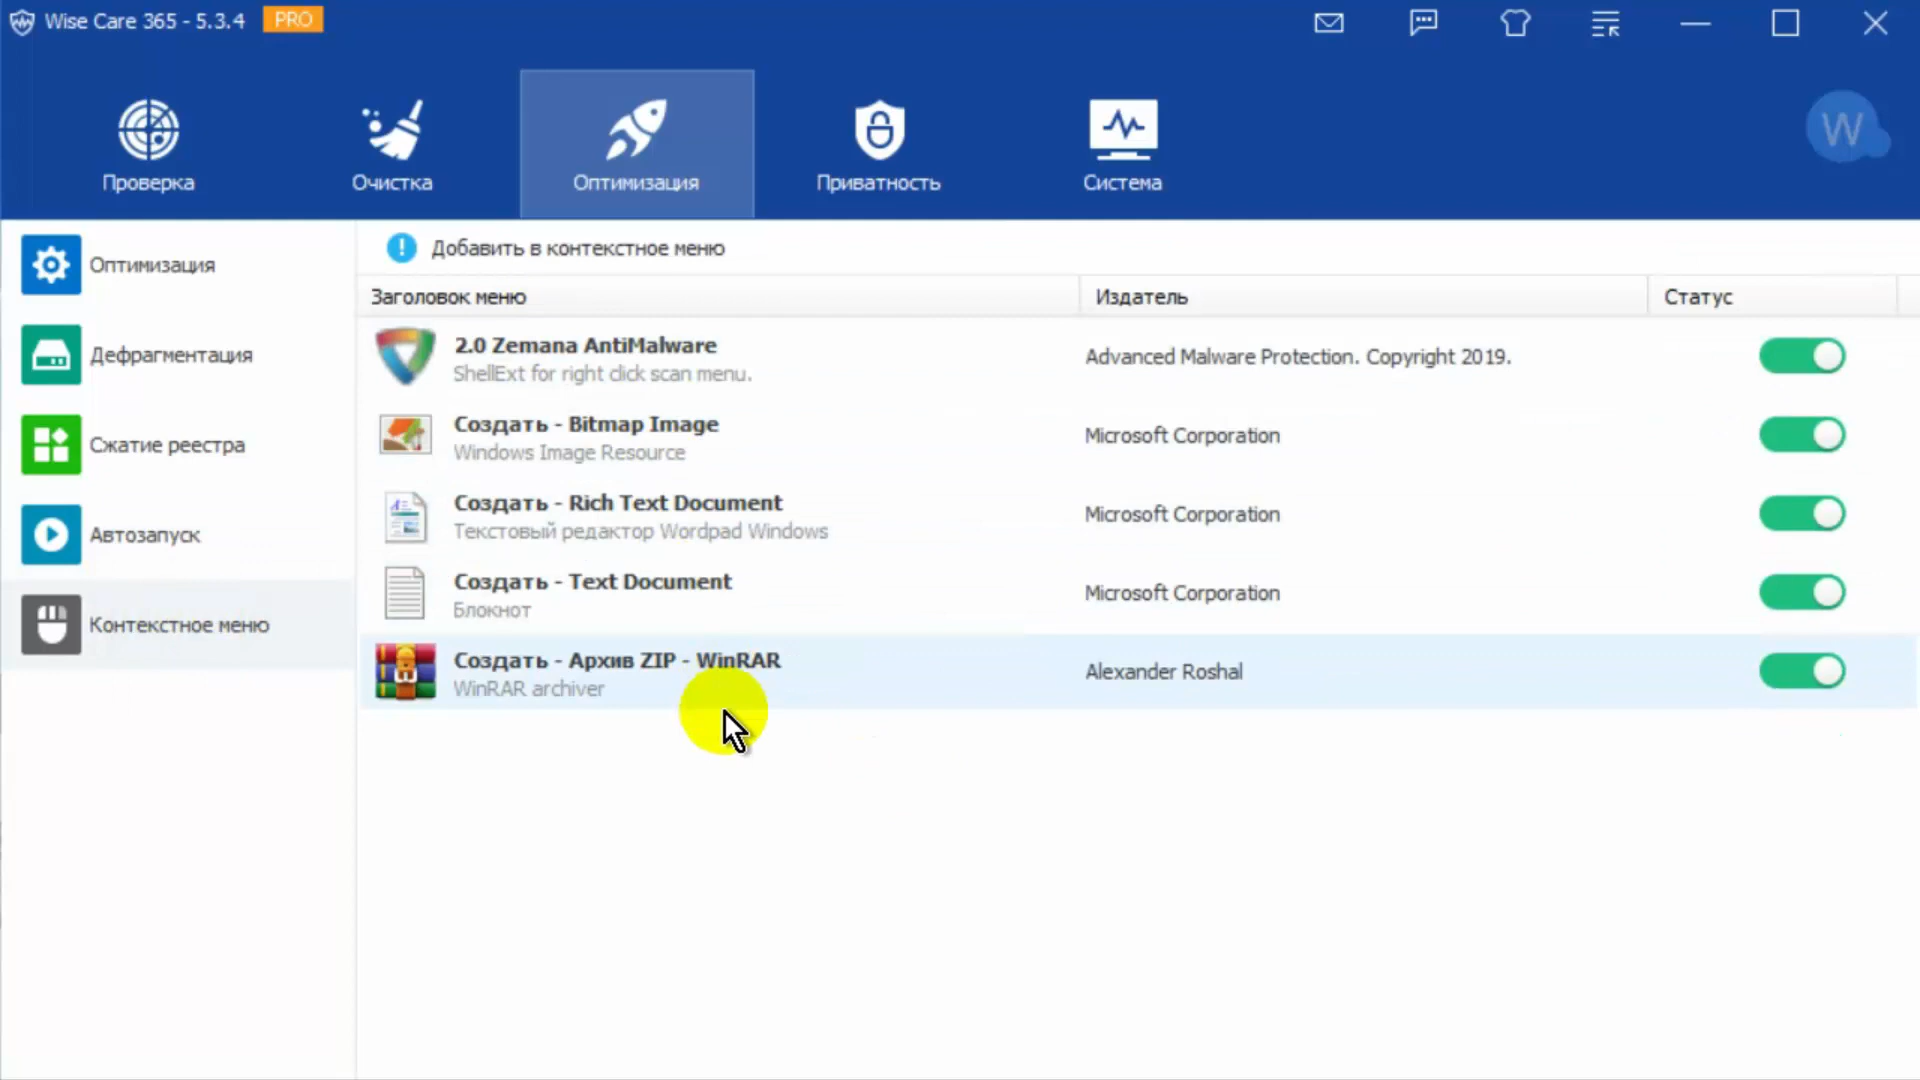 Wise Care 365 - 5.3.4 PRO
Проверка
Очистка
Оптимизация
Приватность
Система
W
Оптимизация
Дефрагментация
Сжатие реестра
Автозапуск
Контекстное меню
Добавить в контекстное меню
Заголовок меню Издатель Статус
2.0 Zemana AntiMalware
ShellExt for right click scan menu.
Advanced Malware Protection. Copyright 2019.
Создать - Bitmap Image
Windows Image Resource
Microsoft Corporation
Создать - Rich Text Document
Текстовый редактор Wordpad Windows
Microsoft Corporation
Создать - Text Document
Блокнот
Microsoft Corporation
Создать - Архив ZIP - WinRAR
WinRAR archiver
Alexander Roshal